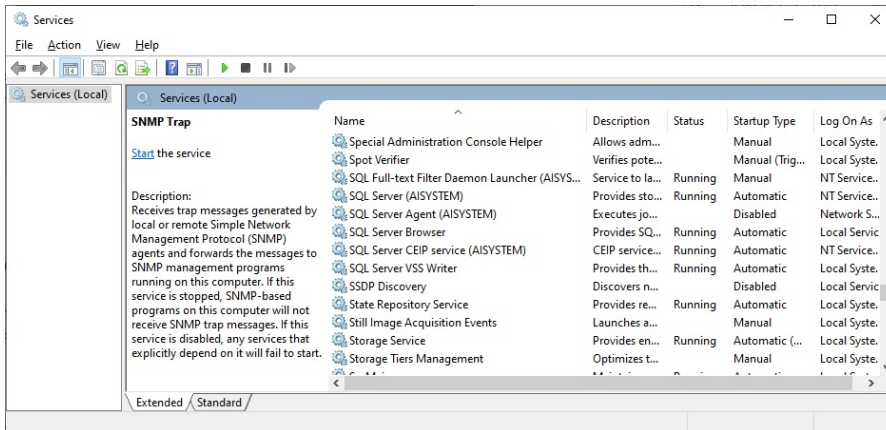 Services
File Action View Help
Services (Local)
Services (Local)
SNMP Trap
Start the service
Description:
Receives trap messages generated by
local or remote Simple Network
Management Protocol (SNMP)
agents and forwards the messages to
SNMP management programs
running on this computer. If this
service is stopped, SNMP-based
programs on this computer will not
receive SNMP trap messages. If this
service is disabled, any services that
explicitly depend on it will fail to start.
Name Description Status Startup Type Log On As
Special Administration Console Helper Allows adm... Manual Local Syste.
Spot Verifier Verifies pote... Manual (Trig... Local Syste.
SQL Full-text Filter Daemon Launcher (AISYS... Service to la... Running Manual NT Service..
SQL Server (AISYSTEM) Provides sto... Running Automatic NT Service..
SQL Server Agent (AISYSTEM) Executes jo... Disabled Network S...
SQL Server Browser Provides SQ... Running Automatic Local Servic
SQL Server CEIP service (AISYSTEM) CEIP service... Running Automatic NT Service..
SQL Server VSS Writer Provides th... Running Automatic Local Syste.
SSDP Discovery Discovers n... Disabled Local Servic
State Repository Service Provides re... Running Automatic Local Syste.
Still Image Acquisition Events Launches a... Manual Local Syste.
Storage Service Provides en... Running Automatic (... Local Syste.
Storage Tiers Management Optimizes t... Manual Local Syste.
Extended Standard